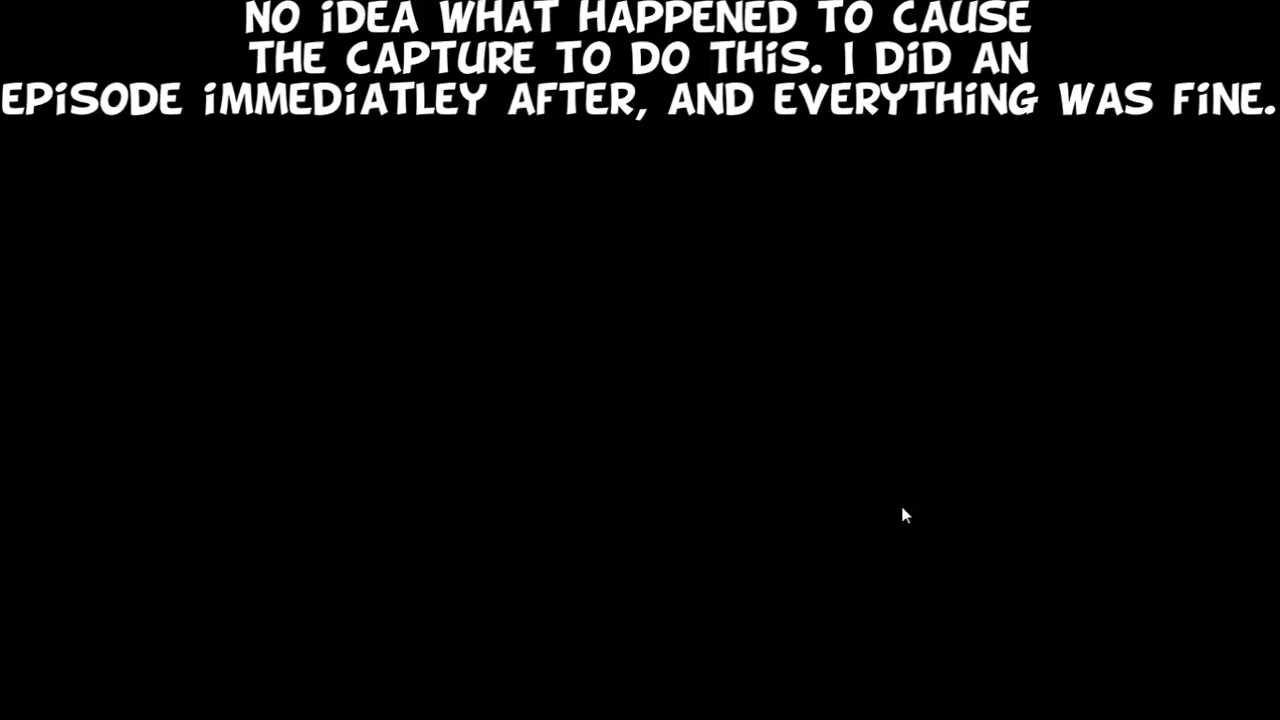 NO iDEA WHAT HAPPENED TO CAUSE
THE CAPTURE TO DO THiS. I DiD AN
EPiSODE iMMEDiATLEY AFTER, AND EVERYTHiNG WAS FiNE.